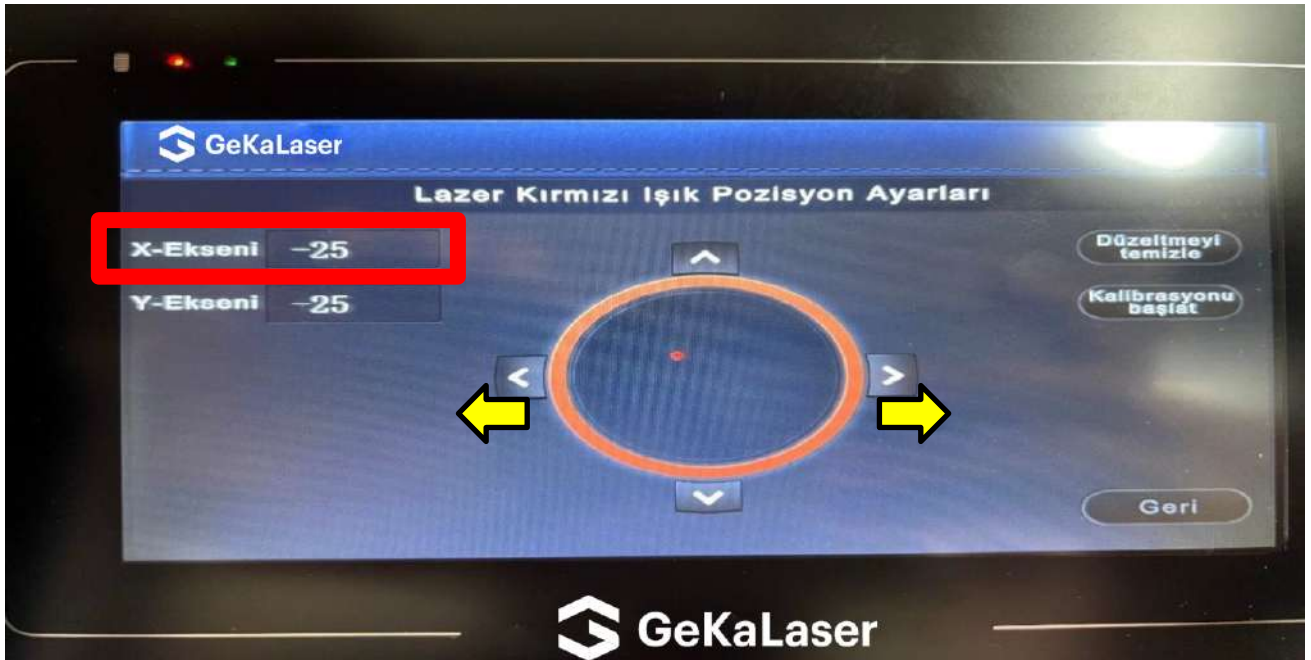 GeKaLaser
Lazer Kırmızı Işık Pozisyon Ayarları
X-Ekseni -25
Y-Ekseni -25
Düzeltmeyi
temizle
Kalibrasyonu
başlat
Geri
GeKaLaser